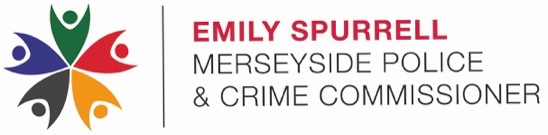 EMILY SPURRELL
MERSEYSIDE POLICE
& CRIME COMMISSIONER